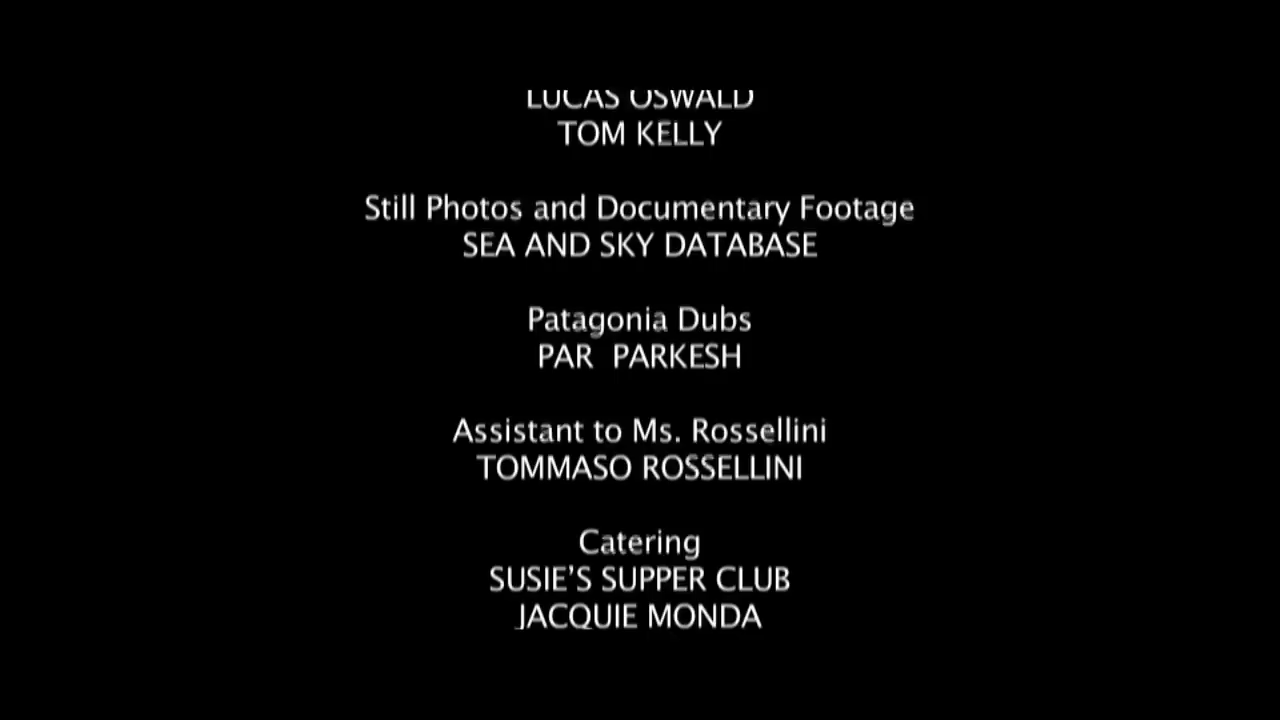 LUCAS OSWALD
TOM KELLY
Still Photos and Documentary Footage
SEA AND SKY DATABASE
Patagonia Dubs
PAR  PARKESH
Assistant to Ms. Rossellini
TOMMASO ROSSELLINI
Catering
SUSIE’S SUPPER CLUB
JACQUIE MONDA